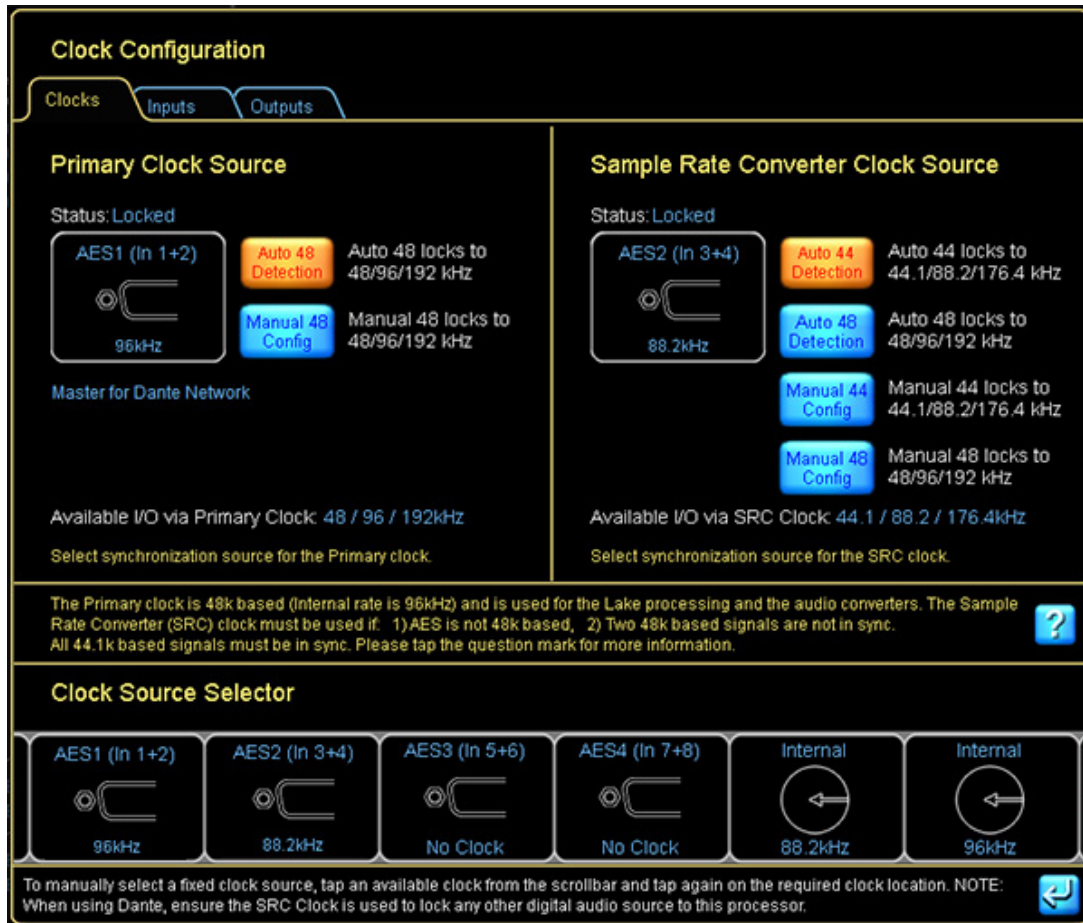 Clock Configuration
Clocks
Inputs
Outputs
Primary Clock Source
Status: Locked
AES1 (In 1+2)
96kHz
Auto 48
Detection
Auto 48 locks to
48/96/192 kHz
Manual 48
Config
Manual 48 locks to
48/96/192 kHz
Master for Dante Network
Available I/O via Primary Clock: 48 / 96 / 192kHz
Select synchronization source for the Primary clock.
Sample Rate Converter Clock Source
Status: Locked
AES2 (In 3+4)
88.2kHz
Auto 44
Detection
Auto 44 locks to
44.1/88.2/176.4 kHz
Auto 48
Detection
Auto 48 locks to
48/96/192 kHz
Manual 44
Config
Manual 44 locks to
44.1/88.2/176.4 kHz
Manual 48
Config
Manual 48 locks to
48/96/192 kHz
Available I/O via SRC Clock: 44.1 / 88.2 / 176.4kHz
Select synchronization source for the SRC clock.
The Primary clock is 48k based (Internal rate is 96kHz) and is used for the Lake processing and the audio converters. The Sample
Rate Converter (SRC) clock must be used if: 1) AES is not 48k based, 2) Two 48k based signals are not in sync.
All 44.1k based signals must be in sync. Please tap the question mark for more information.
?
Clock Source Selector
AES1 (In 1+2)
96kHz
AES2 (In 3+4)
88.2kHz
AES3 (In 5+6)
No Clock
AES4 (In 7+8)
No Clock
Internal
88.2kHz
Internal
96kHz
To manually select a fixed clock source, tap an available clock from the scrollbar and tap again on the required clock location. NOTE:
When using Dante, ensure the SRC Clock is used to lock any other digital audio source to this processor.